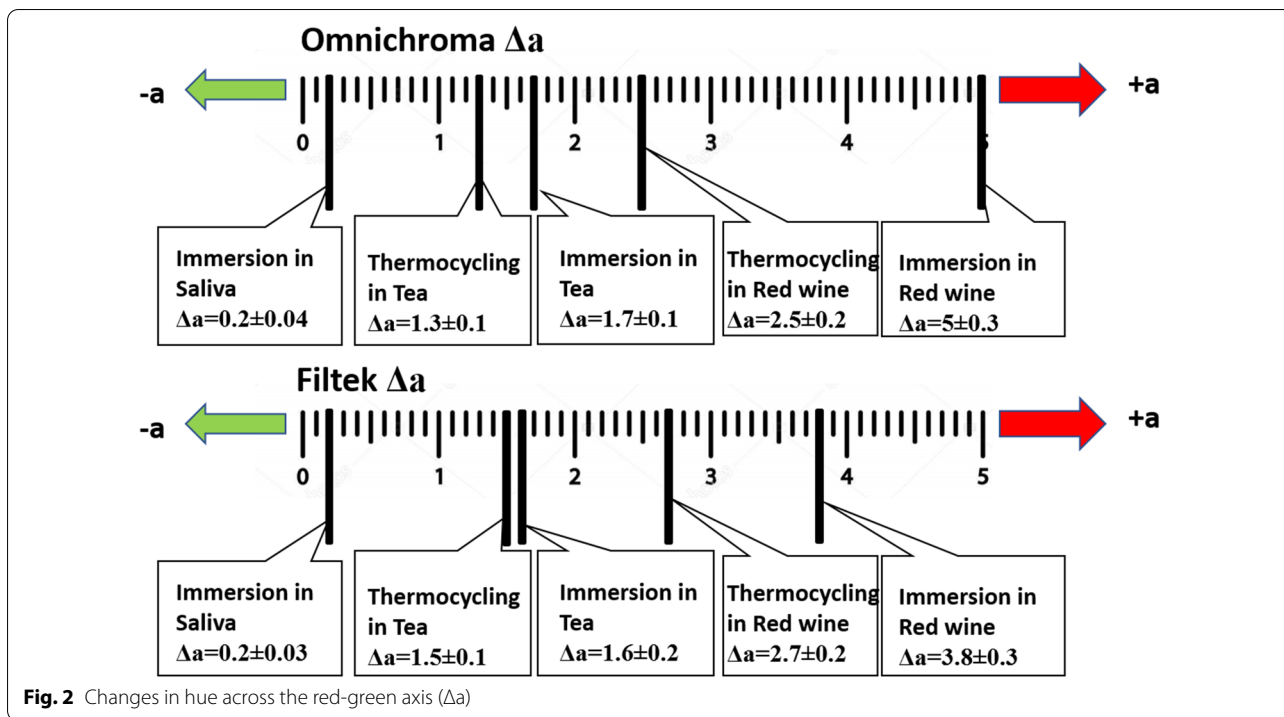 Omnichroma Δa
-a
+a
0 1 2 3 4 5
Immersion in
Saliva
Δa=0.2±0.04
Thermocycling
in Tea
Δa=1.3±0.1
Immersion in
Tea
Δa=1.7±0.1
Thermocycling
in Red wine
Δa=2.5±0.2
Immersion in
Red wine
Δa=5±0.3
Filtek Δa
-a
+a
0 1 2 3 4 5
Immersion in
Saliva
Δa=0.2±0.03
Thermocycling
in Tea
Δa=1.5±0.1
Immersion in
Tea
Δa=1.6±0.2
Thermocycling
in Red wine
Δa=2.7±0.2
Immersion in
Red wine
Δa=3.8±0.3
Fig. 2 Changes in hue across the red-green axis (Δa)